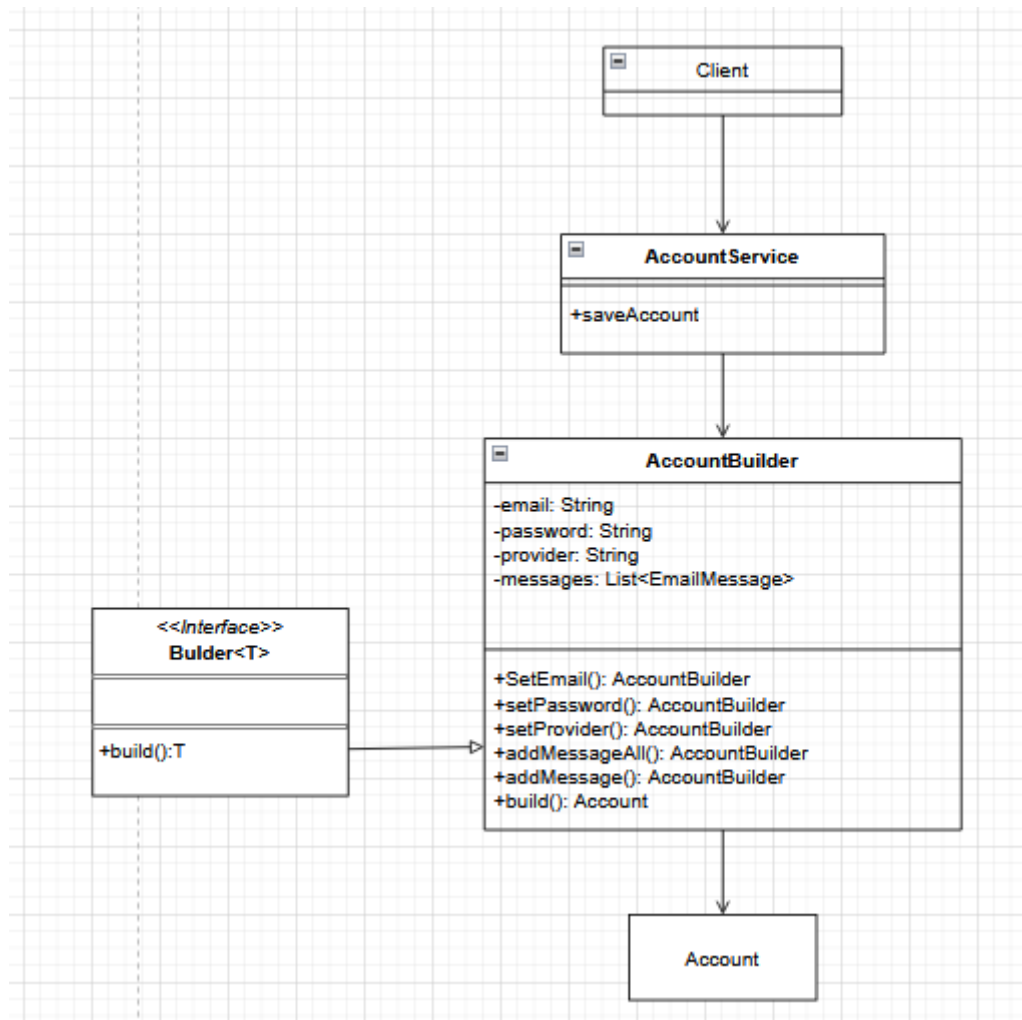 Client
AccountService
+saveAccount
AccountBuilder
-email: String
-password: String
-provider: String
-messages: List<EmailMessage>
<<Interface>>
Bulder<T>
+build():T
+SetEmail(): AccountBuilder
+setPassword(): AccountBuilder
+setProvider(): AccountBuilder
+addMessageAll(): AccountBuilder
+addMessage(): AccountBuilder
+build(): Account
Account